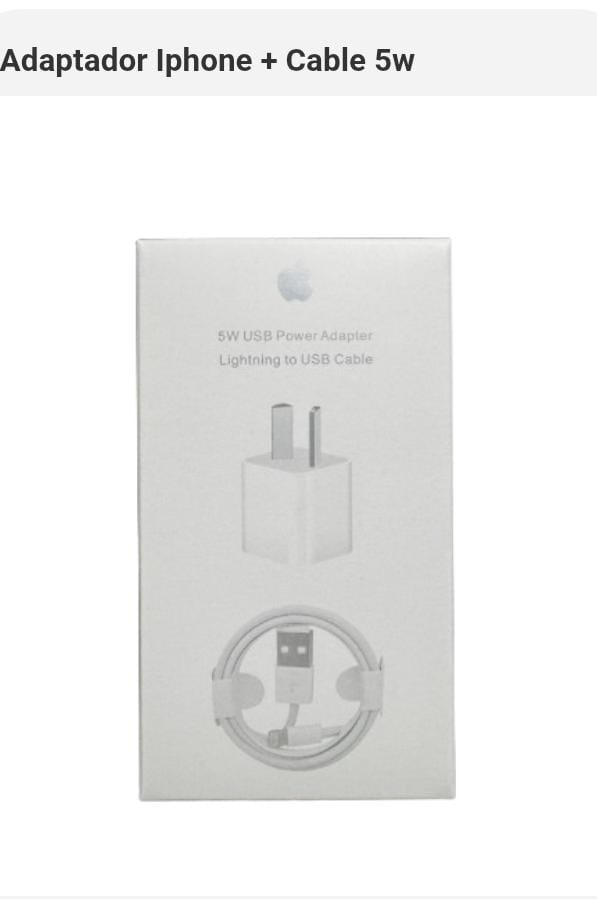 Adaptador Iphone + Cable 5w
5W USB Power Adapter
Lightning to USB Cable